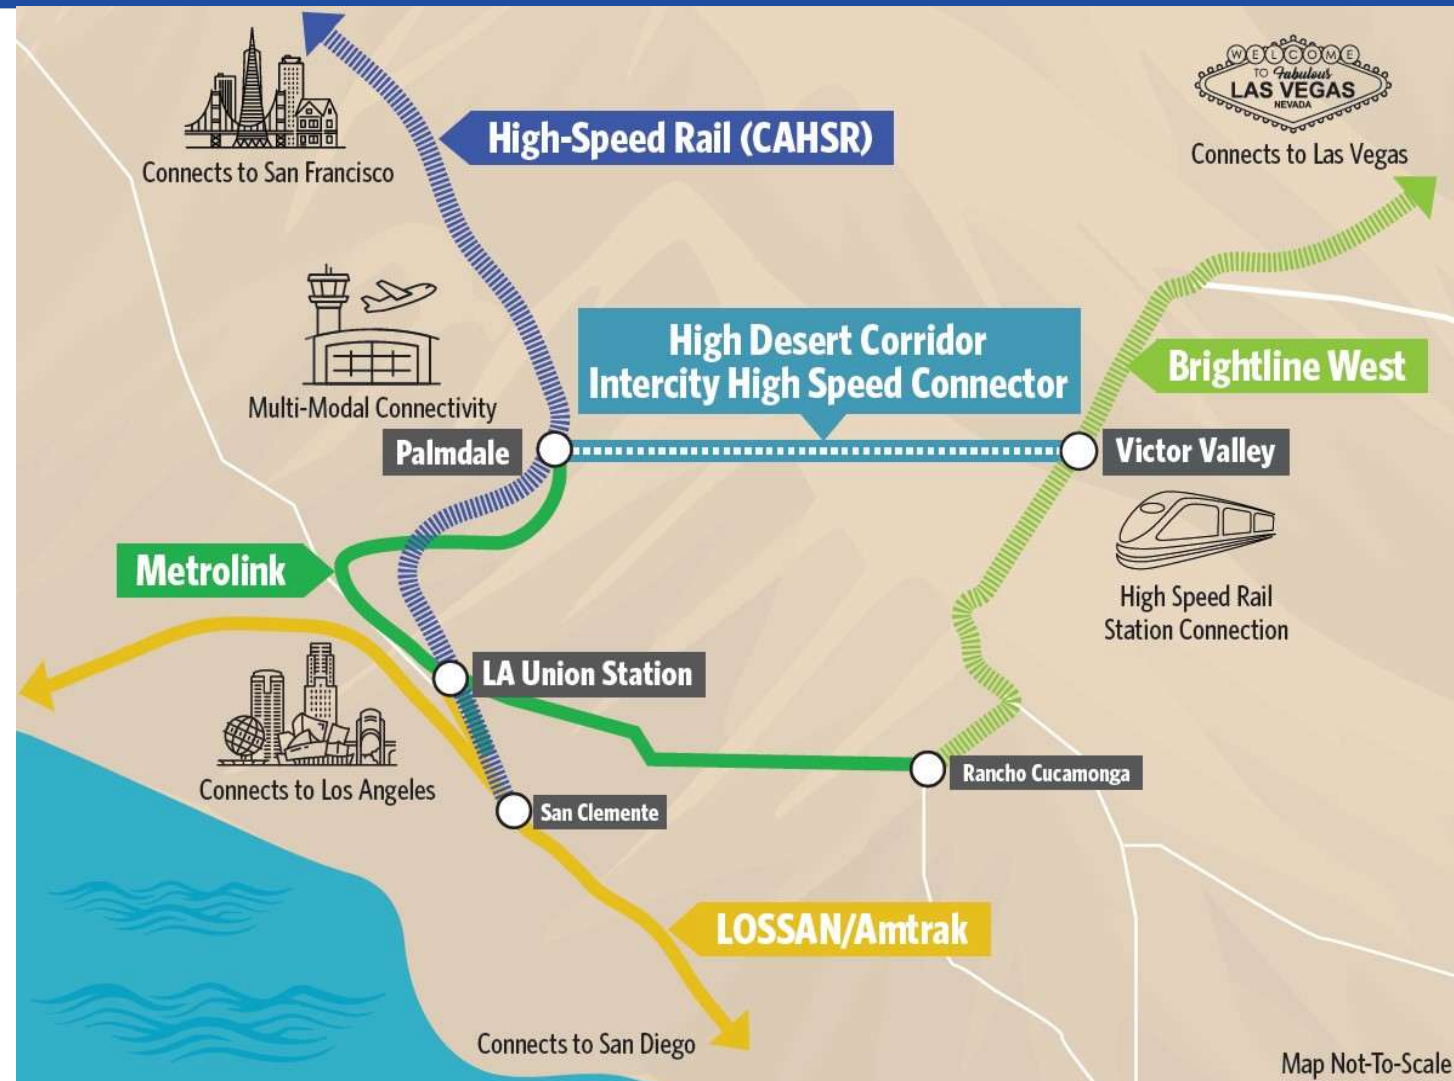 WELCOME
TO Fabulous
LAS VEGAS
NEVADA
High-Speed Rail (CAHSR)
Connects to San Francisco
Connects to Las Vegas
High Desert Corridor
Intercity High Speed Connector
Brightline West
Multi-Modal Connectivity
Palmdale
Victor Valley
Metrolink
High Speed Rail
Station Connection
LA Union Station
Connects to Los Angeles
Rancho Cucamonga
San Clemente
LOSSAN/Amtrak
Connects to San Diego
Map Not-To-Scale